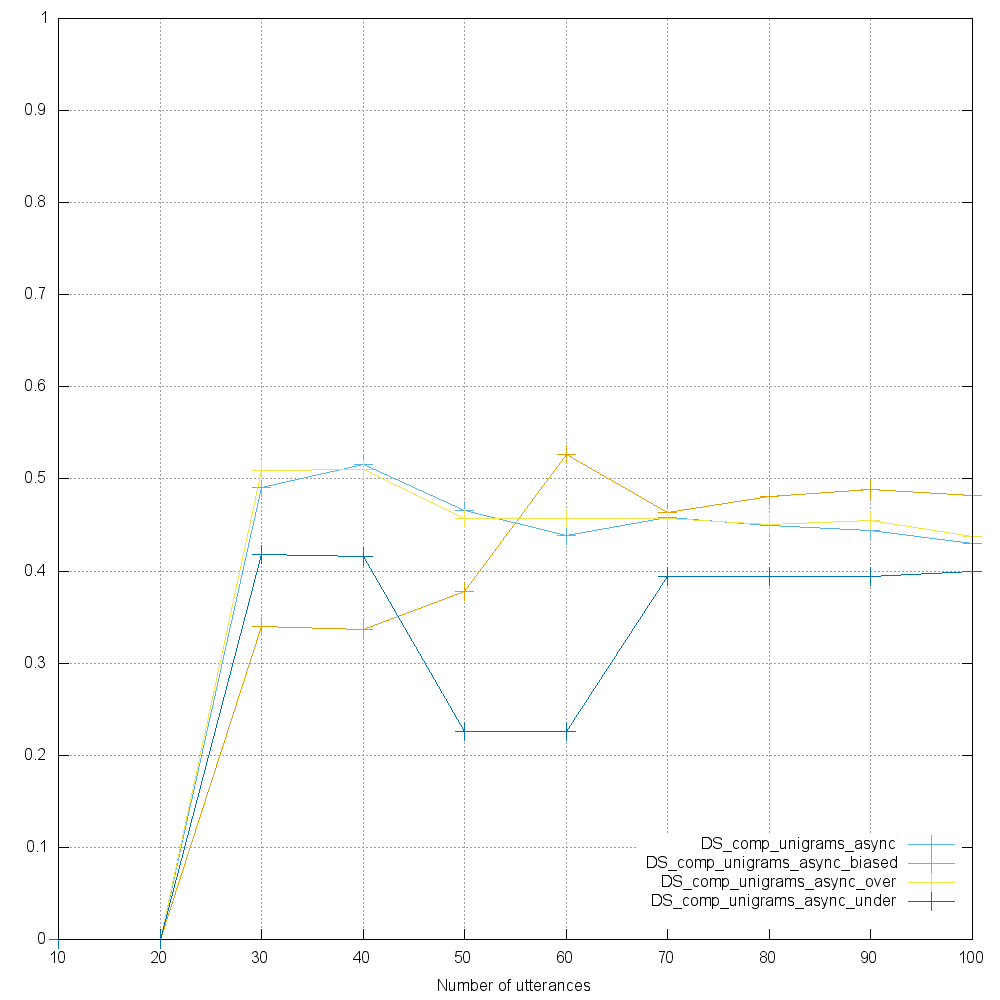 1
0.9
0.8
0.7
0.6
0.5
0.4
0.3
0.2
0.1
0
DS_comp_unigrams_async
DS_comp_unigrams_async_biased
DS_comp_unigrams_async_over
DS_comp_unigrams_async_under
10 20 30 40 50 60 70 80 90 100
Number of utterances